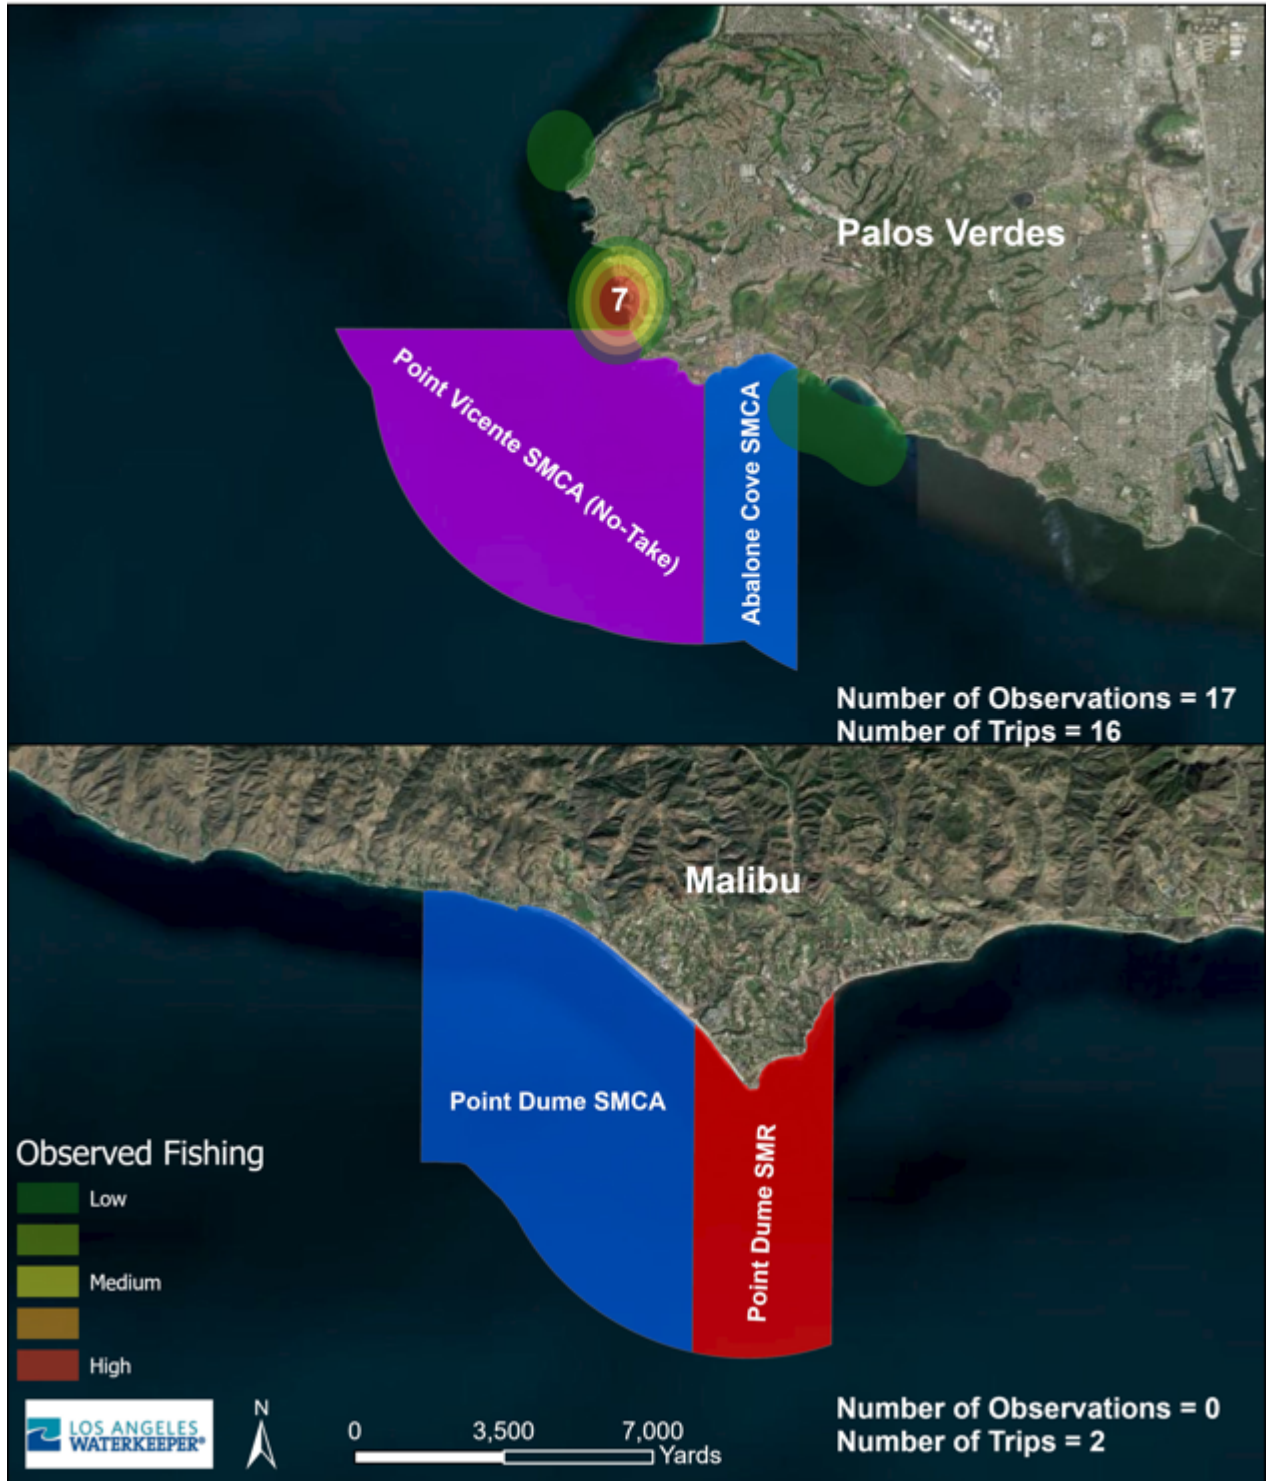 Palos Verdes
7
Point Vicente SMCA (No-Take)
Abalone Cove SMCA
Number of Observations = 17
Number of Trips = 16
Malibu
Point Dume SMCA
Point Dume SMR
Observed Fishing
Low
Medium
High
LOS ANGELES
WATERKEEPER®
N
0 3,500 7,000
Yards
Number of Observations = 0
Number of Trips = 2